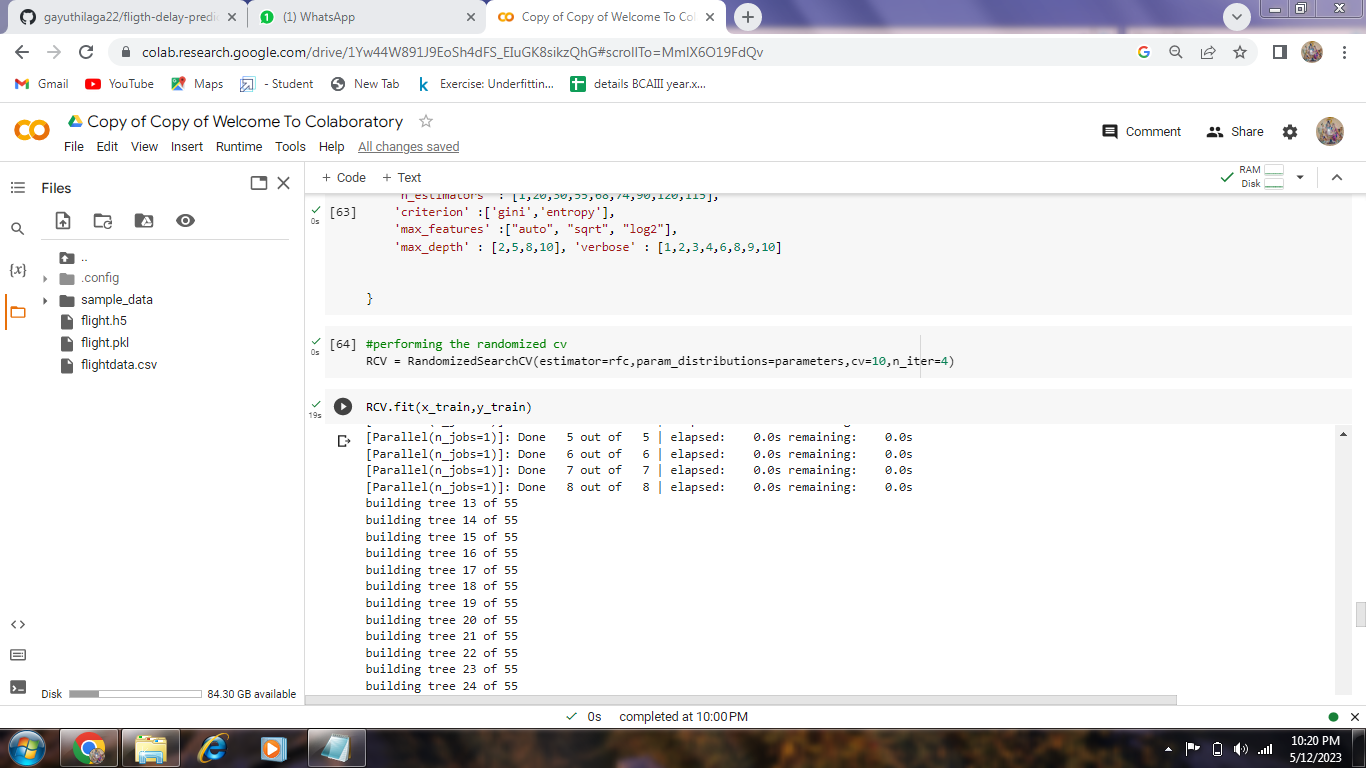 gayuthilaga22/fligth-delay-predi
(1) WhatsApp
Copy of Copy of Welcome To Col
colab.research.google.com/drive/1Yw44W891J9EoSh4dFS_EIuGK8sikzQhG#scrollTo=MmIX6O19FdQv
Gmail
YouTube
Maps
- Student
New Tab
Exercise: Underfittin...
details BCAIII year.x...
Copy of Copy of Welcome To Colaboratory
File Edit View Insert Runtime Tools Help All changes saved
Comment
Share
Files
+ Code + Text
RAM
Disk
..
.config
sample_data
flight.h5
flight.pkl
flightdata.csv
Disk
84.30 GB available
{x}
'n_estimators' : [1,20,30,55,68,74,90,120,115],
[63] 'criterion' :['gini','entropy'],
0s
'max_features' :["auto", "sqrt", "log2"],
'max_depth' : [2,5,8,10], 'verbose' : [1,2,3,4,6,8,9,10]
}
[64] #performing the randomized cv
0s
RCV = RandomizedSearchCV(estimator=rfc,param_distributions=parameters,cv=10,n_iter=4)
RCV.fit(x_train,y_train)
19s
[Parallel(n_jobs=1)]: Done 5 out of 5 | elapsed: 0.0s remaining: 0.0s
[Parallel(n_jobs=1)]: Done 6 out of 6 | elapsed: 0.0s remaining: 0.0s
[Parallel(n_jobs=1)]: Done 7 out of 7 | elapsed: 0.0s remaining: 0.0s
[Parallel(n_jobs=1)]: Done 8 out of 8 | elapsed: 0.0s remaining: 0.0s
building tree 13 of 55
building tree 14 of 55
building tree 15 of 55
building tree 16 of 55
building tree 17 of 55
building tree 18 of 55
building tree 19 of 55
building tree 20 of 55
building tree 21 of 55
building tree 22 of 55
building tree 23 of 55
building tree 24 of 55
0s completed at 10:00 PM
10:20 PM
5/12/2023